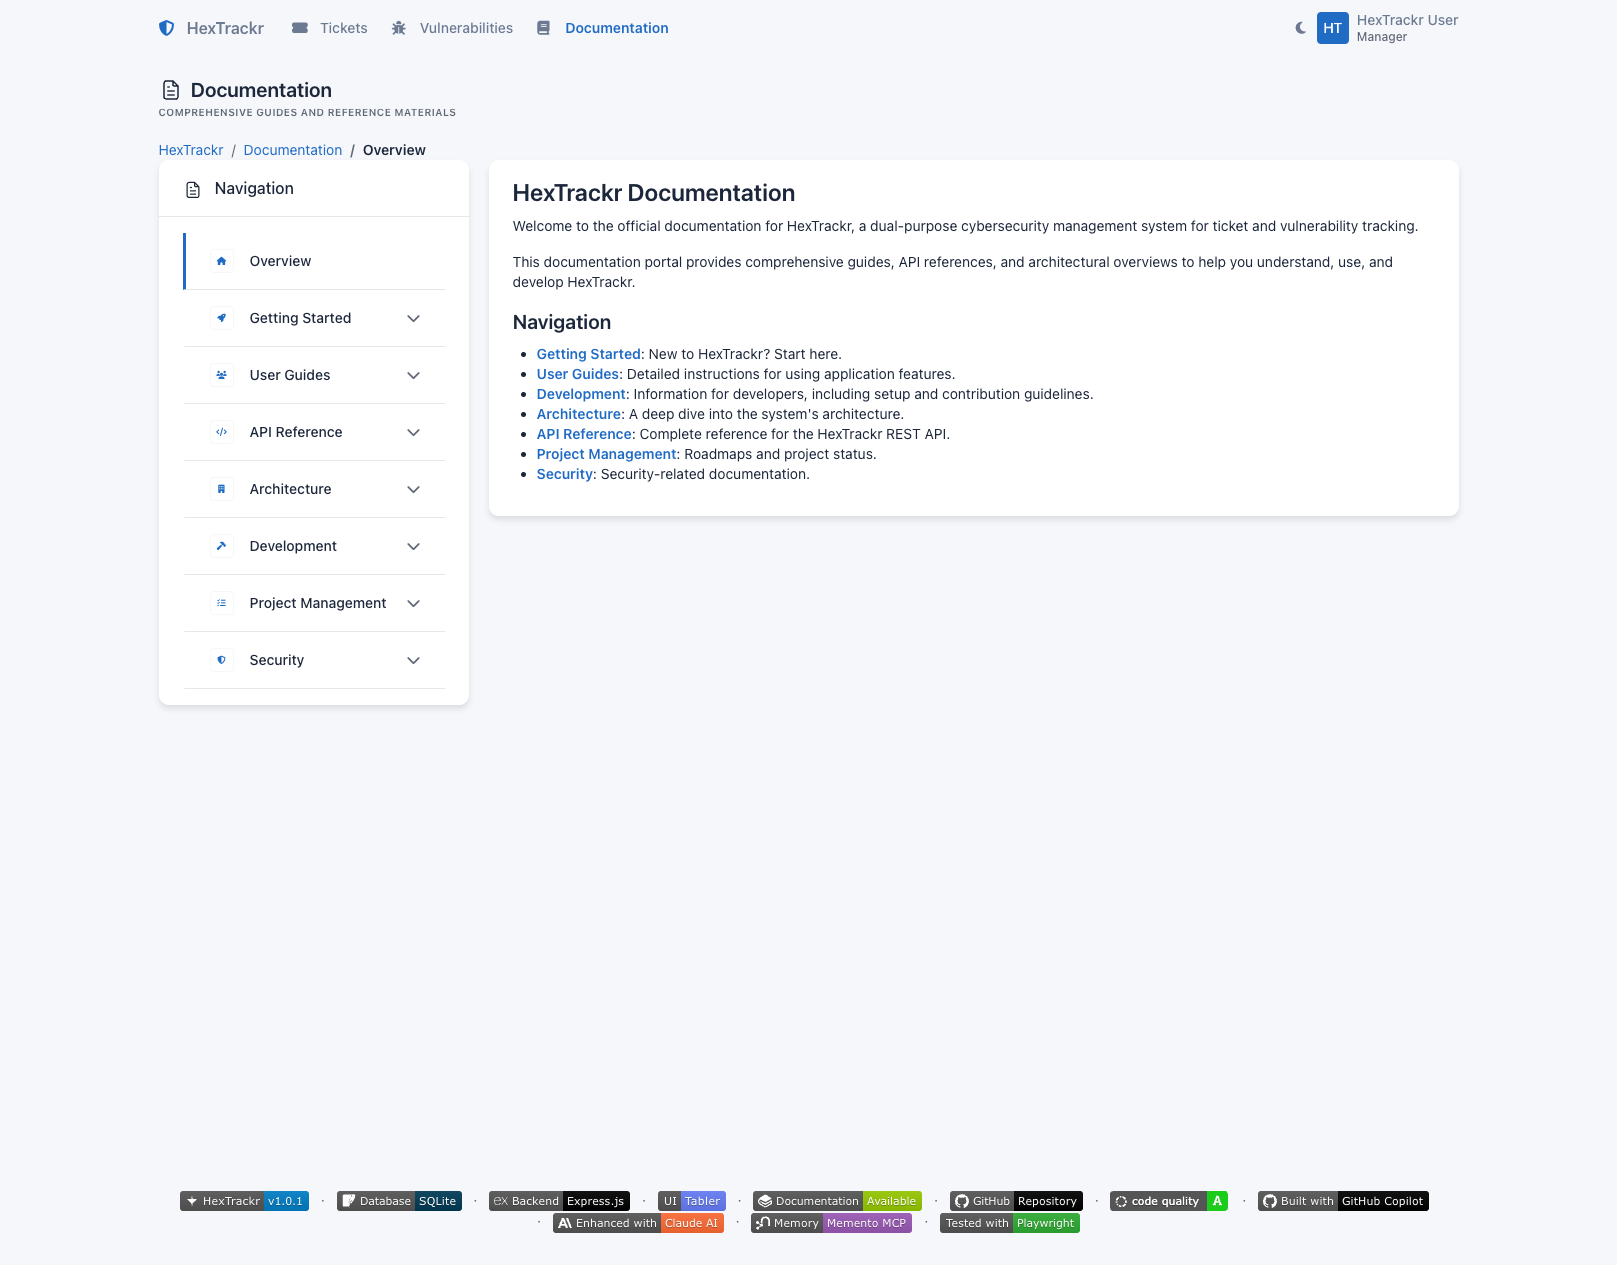 HexTrackr Tickets Vulnerabilities Documentation HT HexTrackr User
Manager
Documentation
COMPREHENSIVE GUIDES AND REFERENCE MATERIALS
HexTrackr / Documentation / Overview
Navigation
Overview
Getting Started
User Guides
API Reference
Architecture
Development
Project Management
Security
HexTrackr Documentation
Welcome to the official documentation for HexTrackr, a dual-purpose cybersecurity management system for ticket and vulnerability tracking.
This documentation portal provides comprehensive guides, API references, and architectural overviews to help you understand, use, and
develop HexTrackr.
Navigation
• Getting Started: New to HexTrackr? Start here.
• User Guides: Detailed instructions for using application features.
• Development: Information for developers, including setup and contribution guidelines.
• Architecture: A deep dive into the system's architecture.
• API Reference: Complete reference for the HexTrackr REST API.
• Project Management: Roadmaps and project status.
• Security: Security-related documentation.
HexTrackr v1.0.1 · Database SQLite · ex Backend Express.js · UI Tabler · Documentation Available · GitHub Repository · code quality A · Built with GitHub Copilot
· Enhanced with Claude AI · Memory Memento MCP · Tested with Playwright